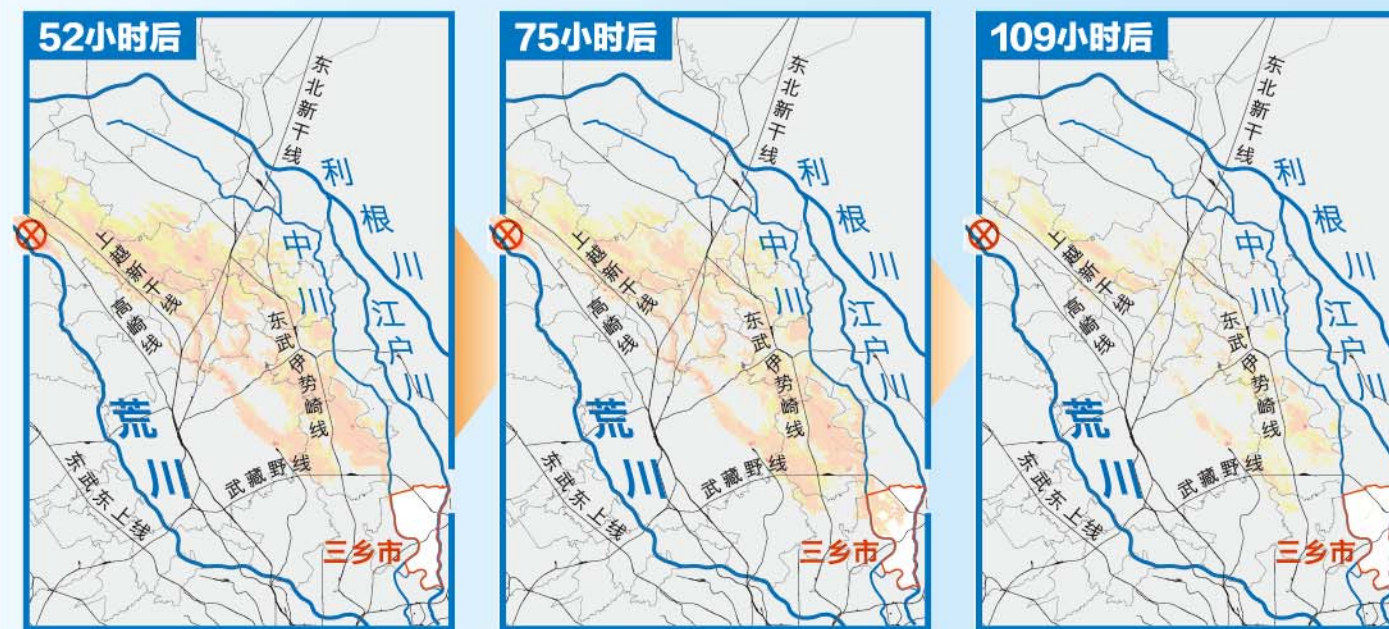 52小时后
东北新干线
利根川
中川
江户川
上越新干线
高崎线
东武伊势崎线
荒川
武藏野线
东武东上线
三乡市
75小时后
东北新干线
利根川
中川
江户川
上越新干线
高崎线
东武伊势崎线
荒川
武藏野线
东武东上线
三乡市
109小时后
东北新干线
利根川
中川
江户川
上越新干线
高崎线
东武伊势崎线
荒川
武藏野线
东武东上线
三乡市